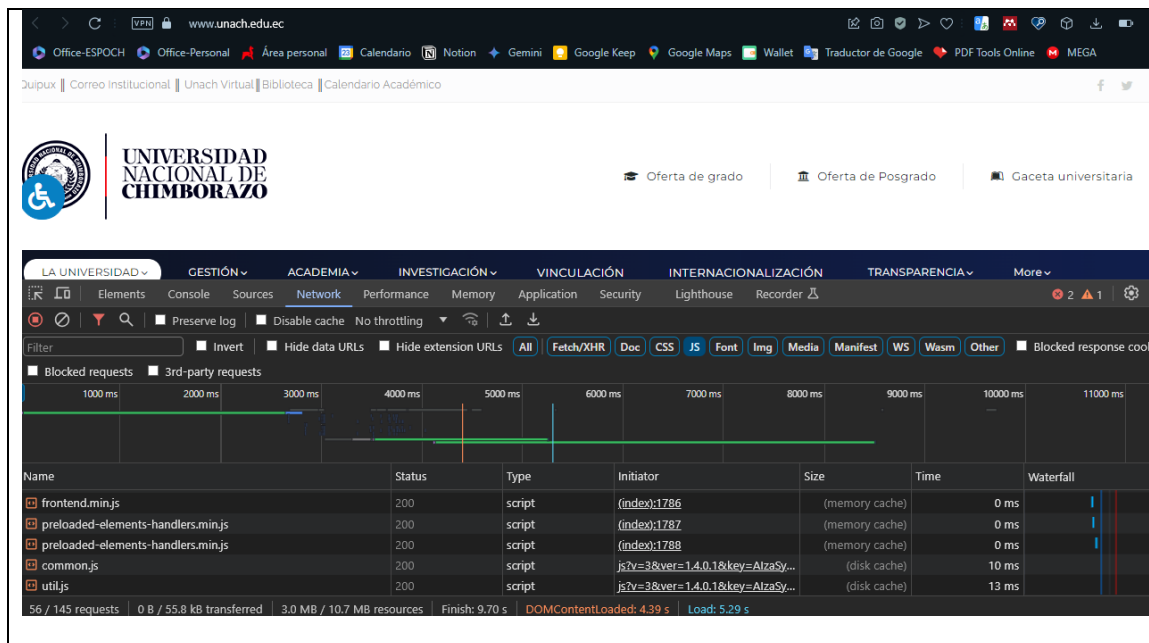 VPN www.unach.edu.ec
Office-ESPOCH Office-Personal Área personal Calendario Notion Gemini Google Keep Google Maps Wallet Traductor de Google PDF Tools Online MEGA
Quipux || Correo Institucional || Unach Virtual || Biblioteca || Calendario Académico
UNIVERSIDAD
NACIONAL DE
CHIMBORAZO
Oferta de grado Oferta de Posgrado Gaceta universitaria
LA UNIVERSIDAD GESTIÓN ACADEMIA INVESTIGACIÓN VINCULACIÓN INTERNACIONALIZACIÓN TRANSPARENCIA More
Elements Console Sources Network Performance Memory Application Security Lighthouse Recorder 2 1
Preserve log Disable cache No throttling
Filter Invert Hide data URLs Hide extension URLs All Fetch/XHR Doc CSS JS Font Img Media Manifest WS Wasm Other Blocked response coo
Blocked requests 3rd-party requests
1000 ms 2000 ms 3000 ms 4000 ms 5000 ms 6000 ms 7000 ms 8000 ms 9000 ms 10000 ms 11000 ms
Name Status Type Initiator Size Time Waterfall
frontend.min.js 200 script (index):1786 (memory cache) 0 ms
preloaded-elements-handlers.min.js 200 script (index):1787 (memory cache) 0 ms
preloaded-elements-handlers.min.js 200 script (index):1788 (memory cache) 0 ms
common.js 200 script js?v=3&ver=1.4.0.1&key=AIzaSy... (disk cache) 10 ms
util.js 200 script js?v=3&ver=1.4.0.1&key=AIzaSy... (disk cache) 13 ms
56 / 145 requests 0 B / 55.8 kB transferred 3.0 MB / 10.7 MB resources Finish: 9.70 s DOMContentLoaded: 4.39 s Load: 5.29 s